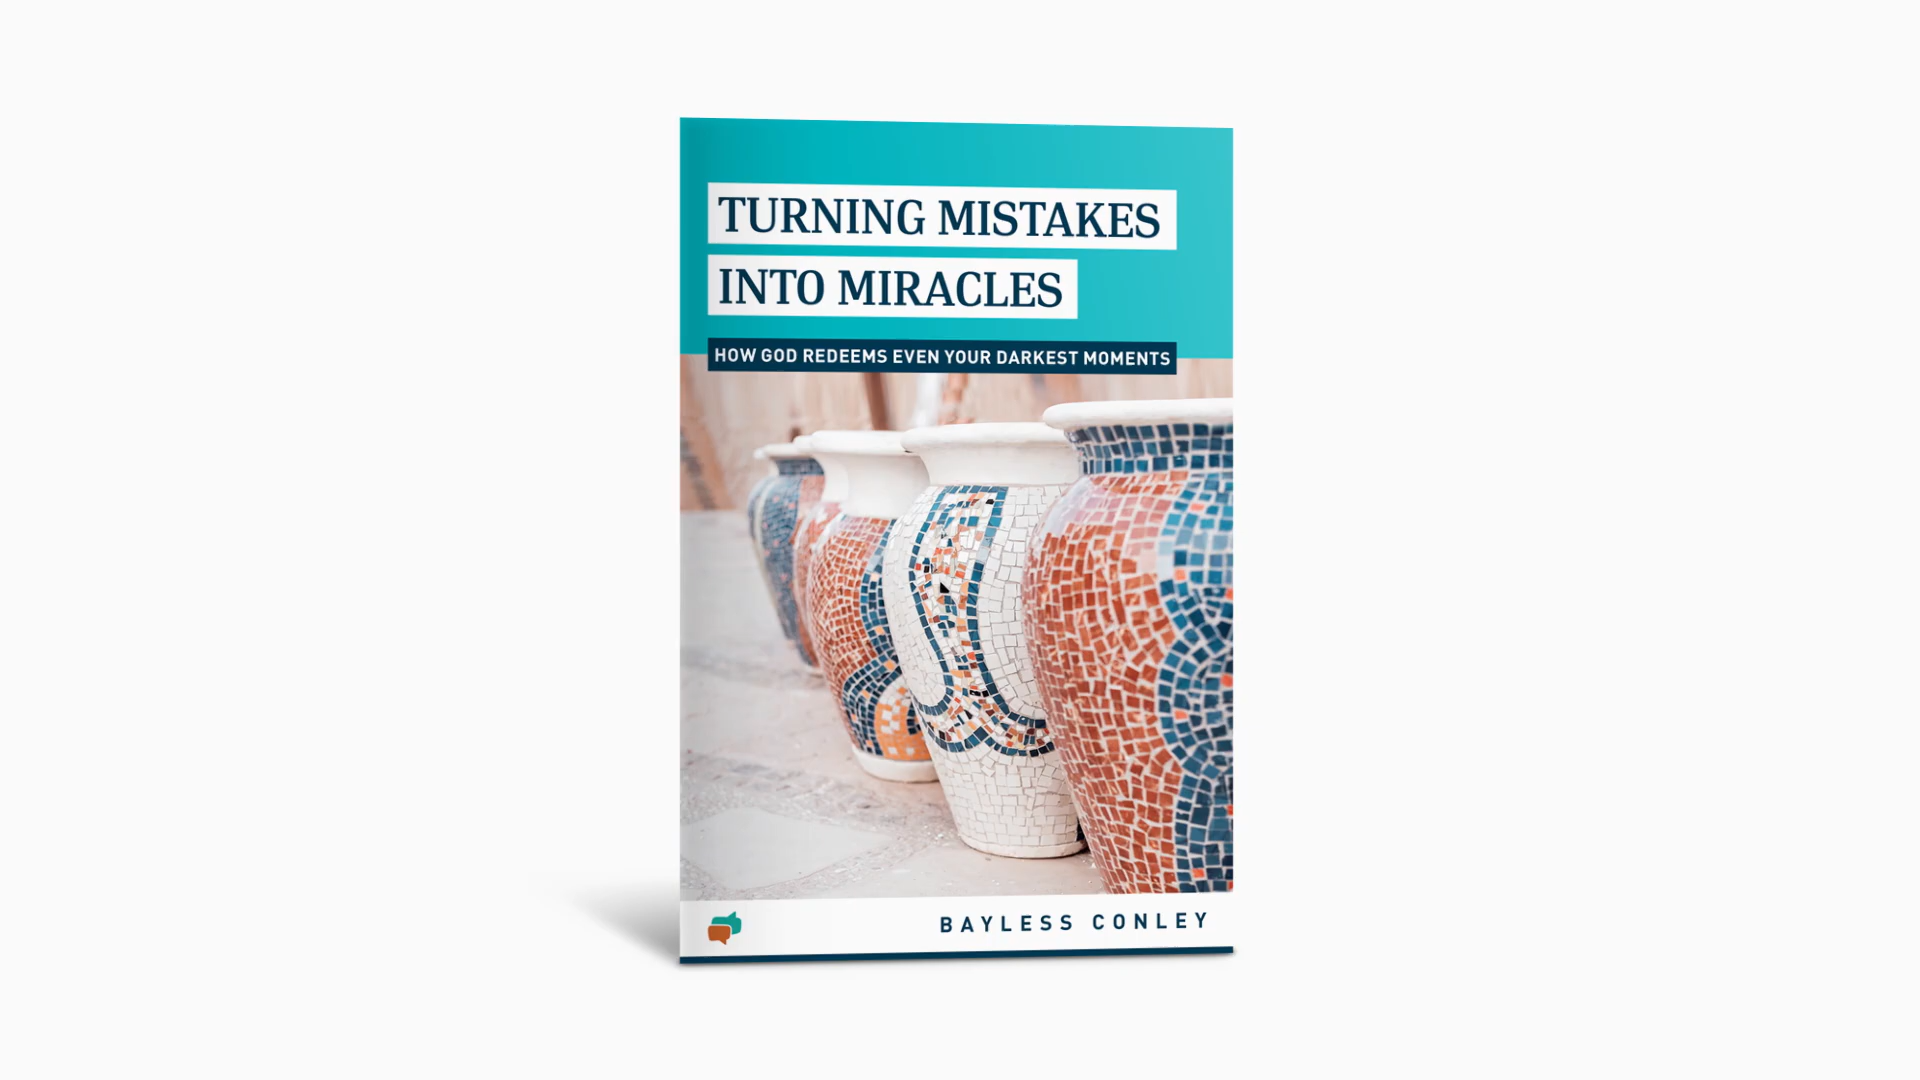 TURNING MISTAKES
INTO MIRACLES
HOW GOD REDEEMS EVEN YOUR DARKEST MOMENTS
BAYLESS CONLEY